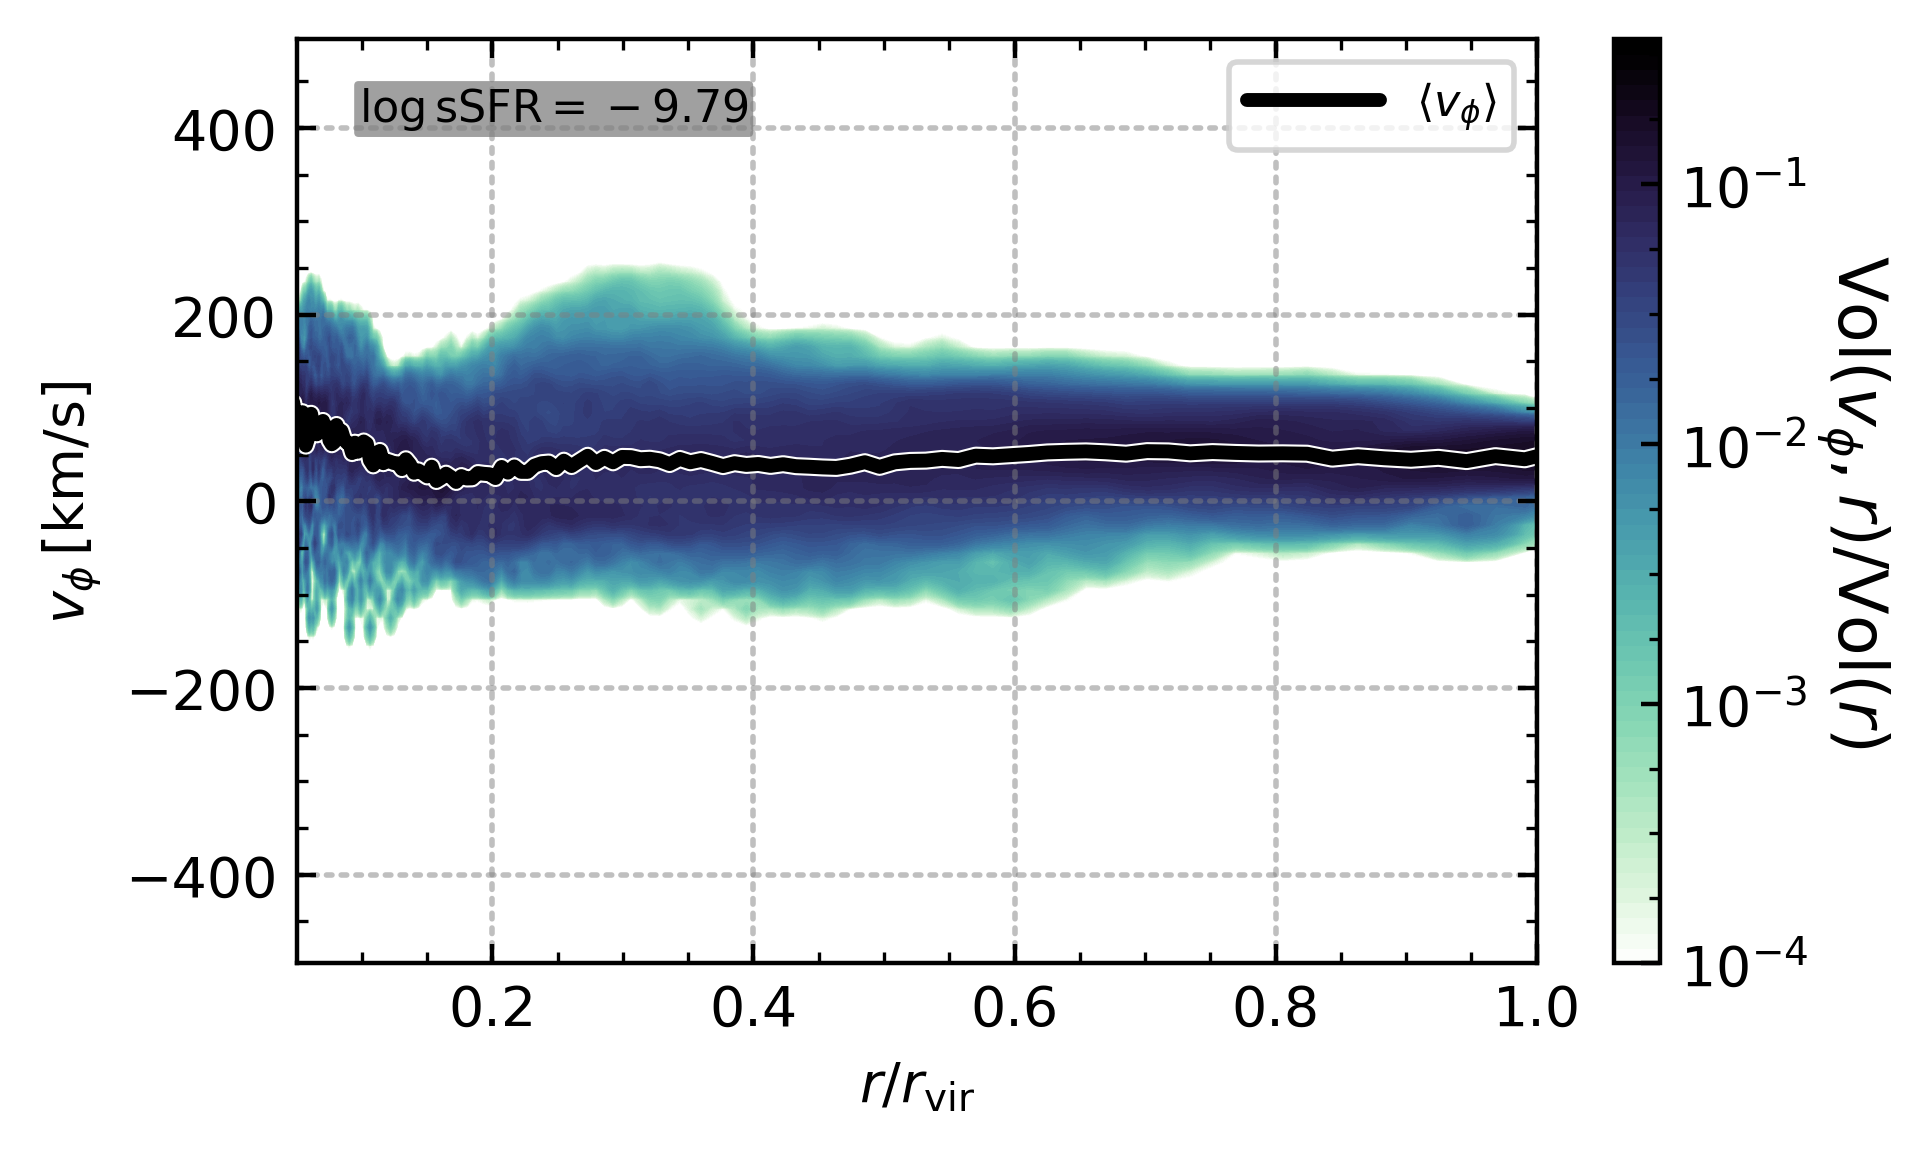 log sSFR = − 9.79
⟨v_ϕ⟩
400
200
0
−200
−400
v_ϕ [km/s]
0.2 0.4 0.6 0.8 1.0
r/r_vir
10⁻¹
10⁻²
10⁻³
10⁻⁴
Vol(v_ϕ, r)/Vol(r)